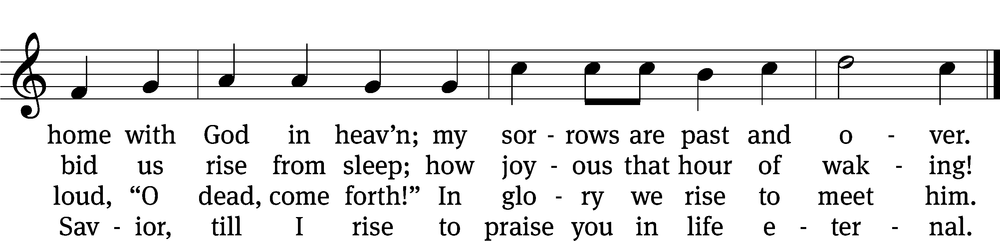 home with God in heav’n; my sor - rows are past and o - ver.
bid us rise from sleep; how joy - ous that hour of wak - ing!
loud, “O dead, come forth!” In glo - ry we rise to meet him.
Sav - ior, till I rise to praise you in life e - ter - nal.